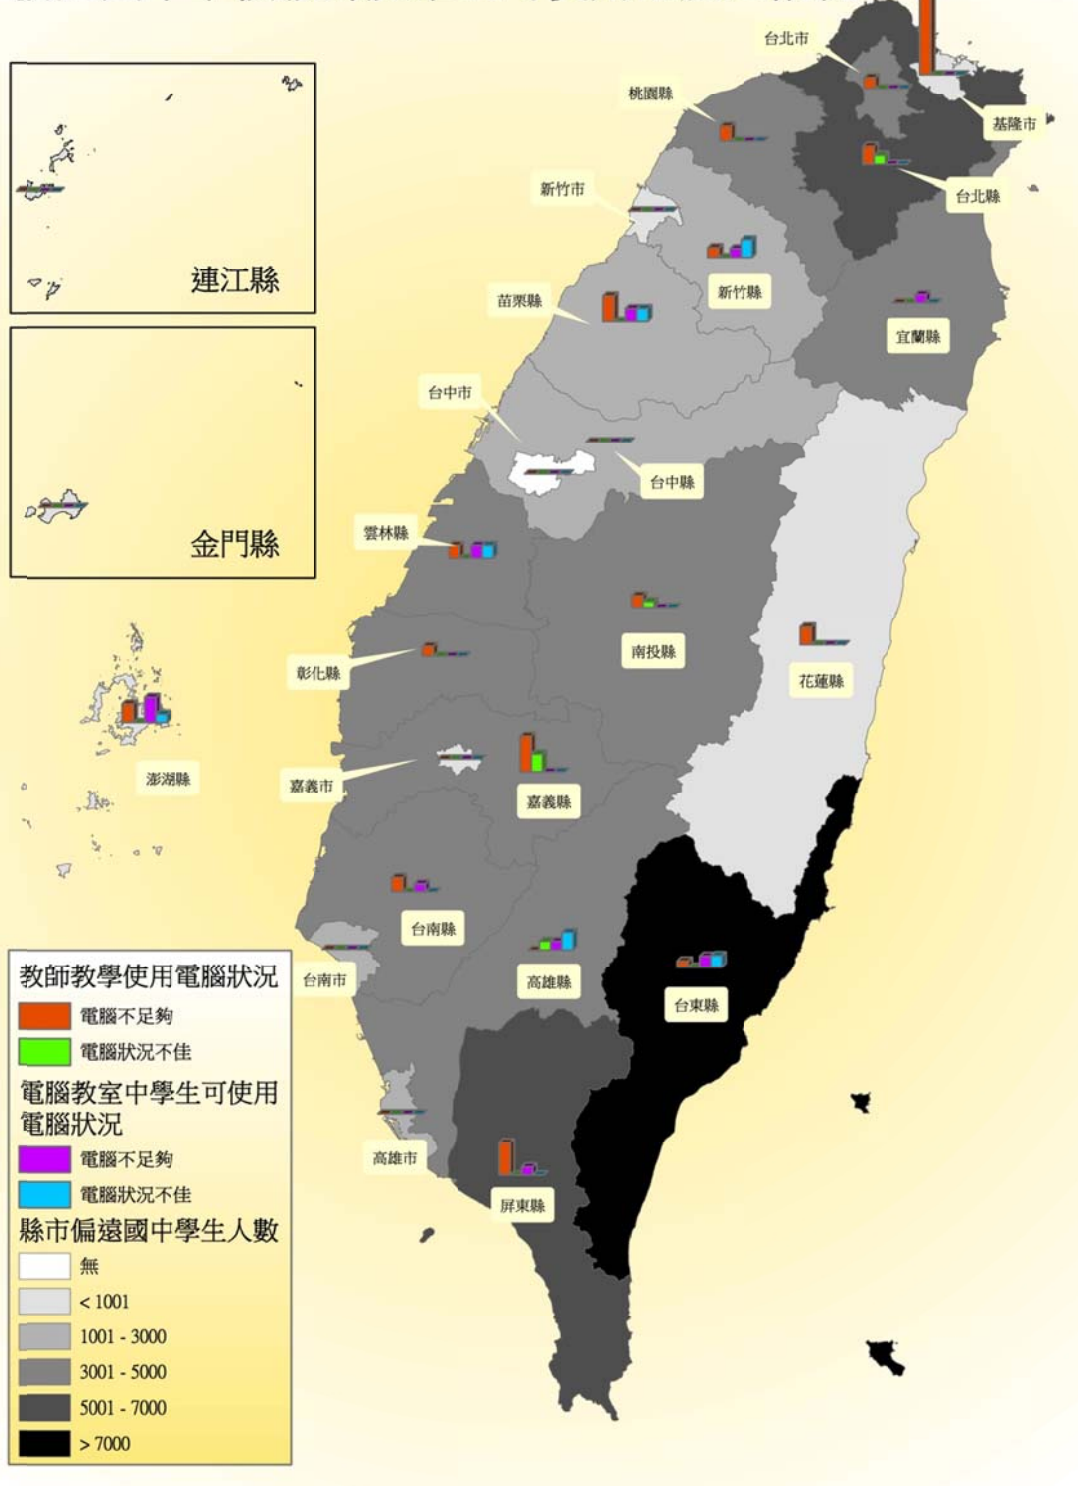 台北市
桃園縣
基隆市
新竹市
台北縣
連江縣
新竹縣
苗栗縣
宜蘭縣
台中市
台中縣
雲林縣
金門縣
南投縣
彰化縣
花蓮縣
澎湖縣
嘉義市
嘉義縣
台南縣
台南市
高雄縣
台東縣
高雄市
屏東縣
教師教學使用電腦狀況
電腦不足夠
電腦狀況不佳
電腦教室中學生可使用
電腦狀況
電腦不足夠
電腦狀況不佳
縣市偏遠國中學生人數
無
< 1001
1001 - 3000
3001 - 5000
5001 - 7000
> 7000